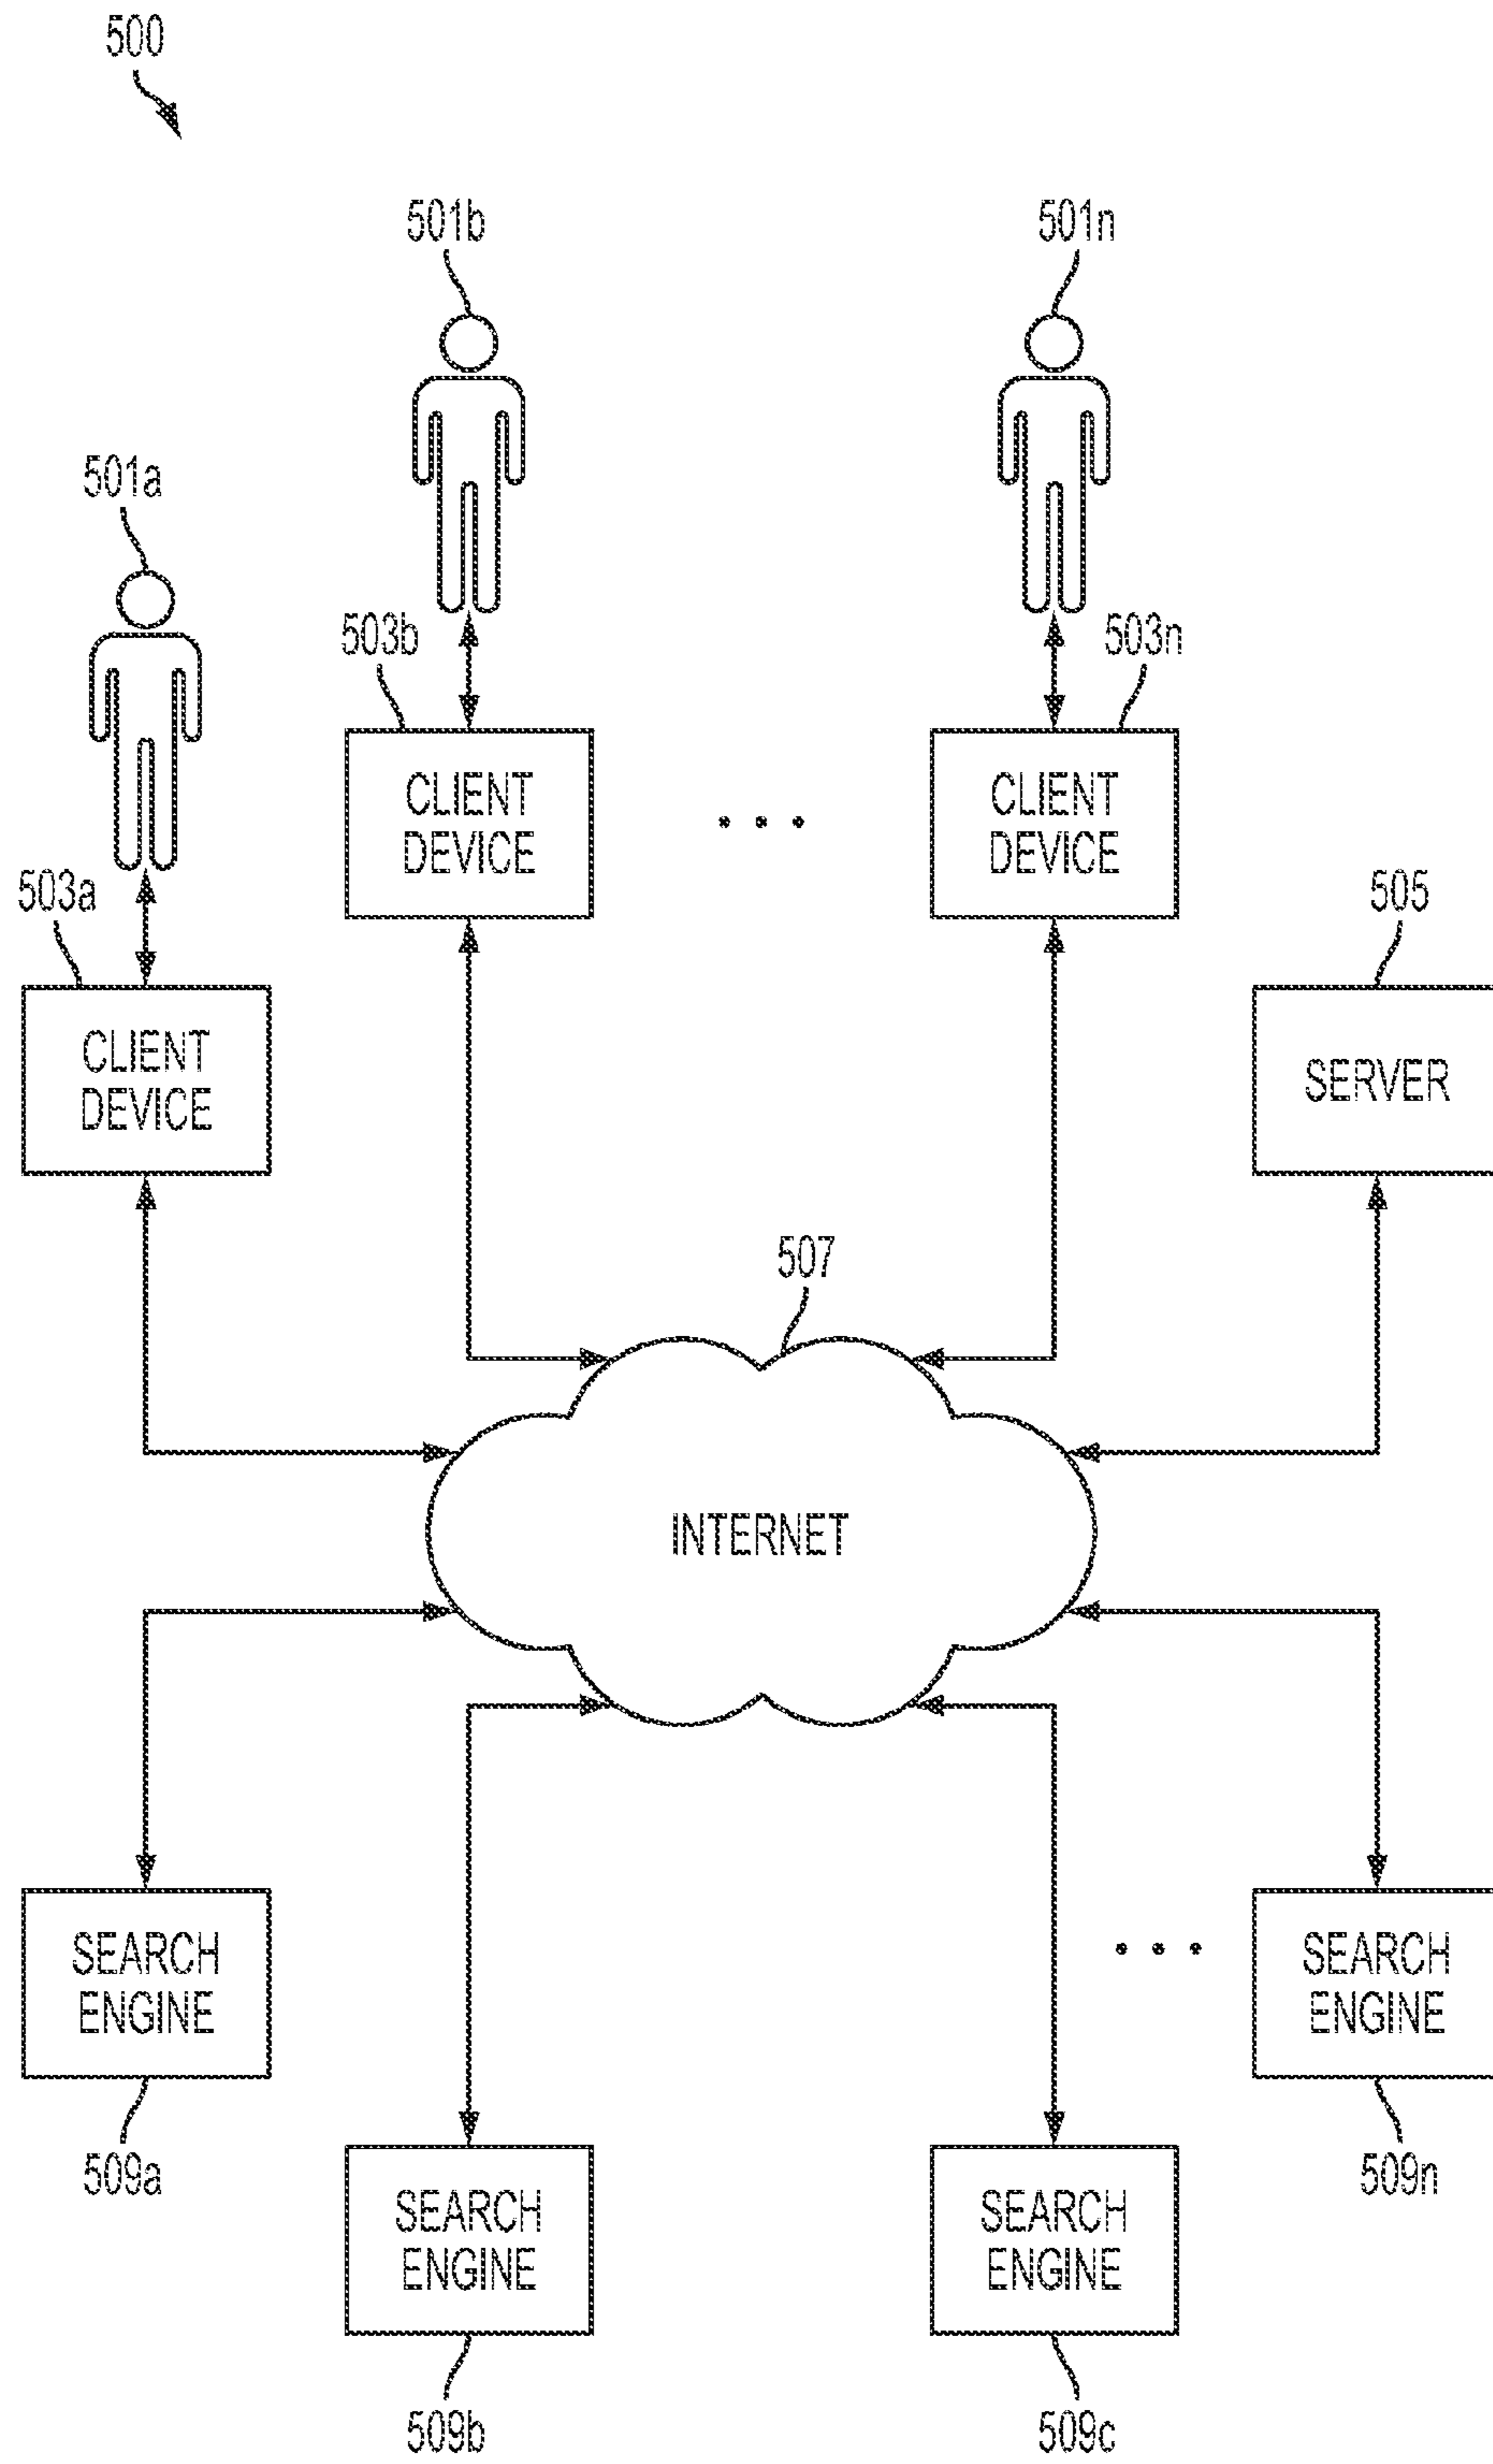 500
501b
501n
501a
503b
503n
CLIENT
DEVICE
CLIENT
DEVICE
503a
505
CLIENT
DEVICE
SERVER
507
INTERNET
SEARCH
ENGINE
SEARCH
ENGINE
509a
509n
SEARCH
ENGINE
SEARCH
ENGINE
509b
509c